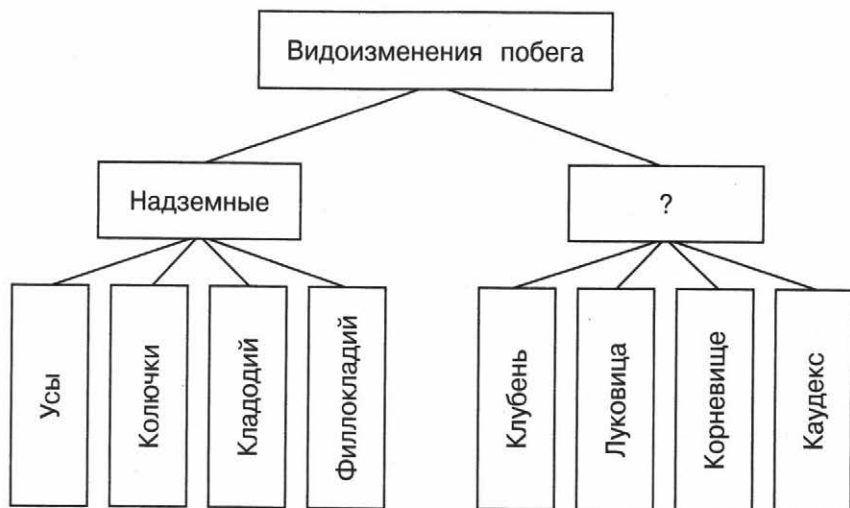 Видоизменения побега
Надземные
?
Усы
Колючки
Кладодий
Филлокладий
Клубень
Луковица
Корневище
Каудекс